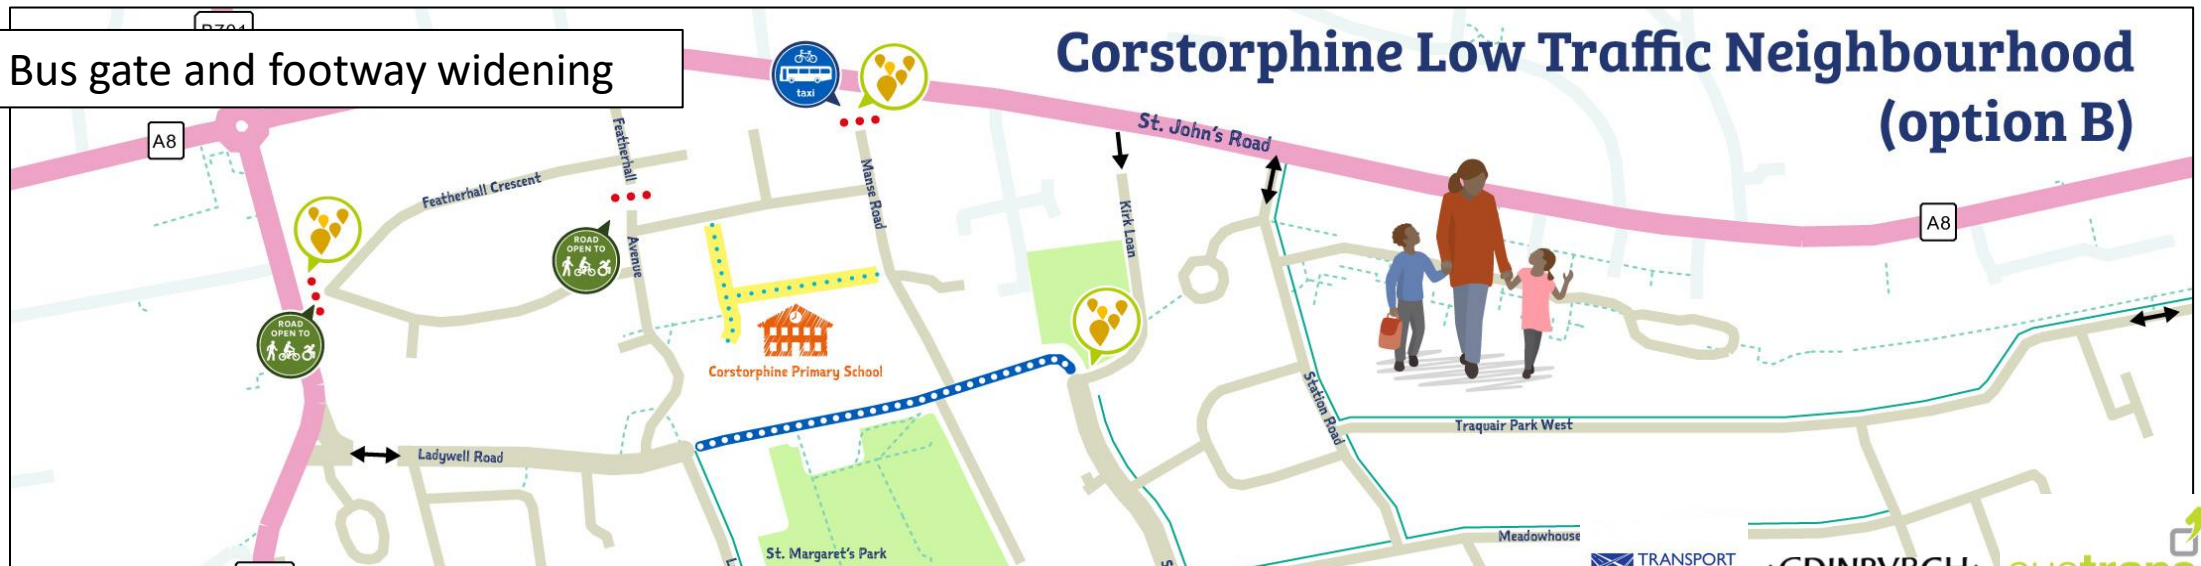 Bus gate and footway widening
Corstorphine Low Traffic Neighbourhood
(option B)
taxi
A8
St. John's Road
Featherhall
Avenue
Featherhall Crescent
Manse Road
Kirk Loan
A8
ROAD
OPEN TO
ROAD
OPEN TO
Corstorphine Primary School
Station Road
Traquair Park West
Ladywell Road
St. Margaret's Park
Meadowhouse
TRANSPORT
·EDINBVRGH·